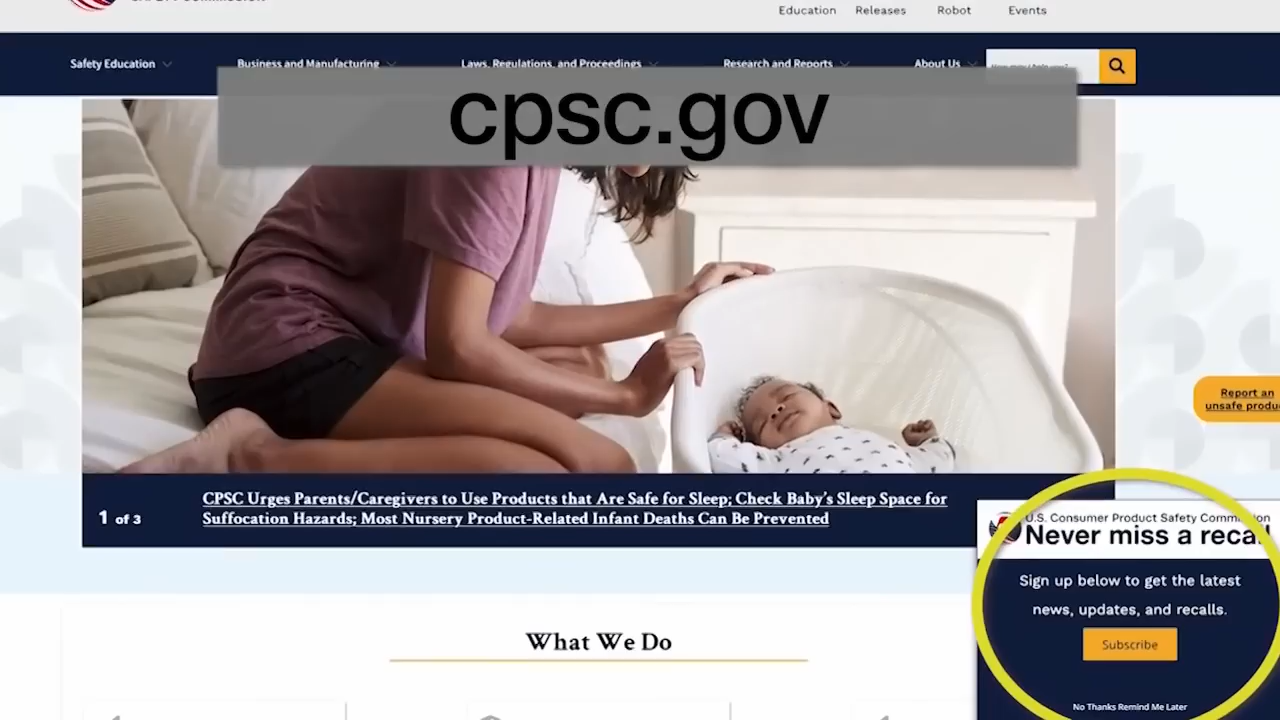 Education Releases Robot Events
Safety Education Business and Manufacturing Laws, Regulations, and Proceedings Research and Reports About Us
cpsc.gov
Report an
unsafe produ
CPSC Urges Parents/Caregivers to Use Products that Are Safe for Sleep; Check Baby's Sleep Space for
1 of 3
Suffocation Hazards; Most Nursery Product-Related Infant Deaths Can Be Prevented
U.S. Consumer Product Safety Commission
Never miss a recall
Sign up below to get the latest
news, updates, and recalls.
Subscribe
What We Do
No Thanks Remind Me Later